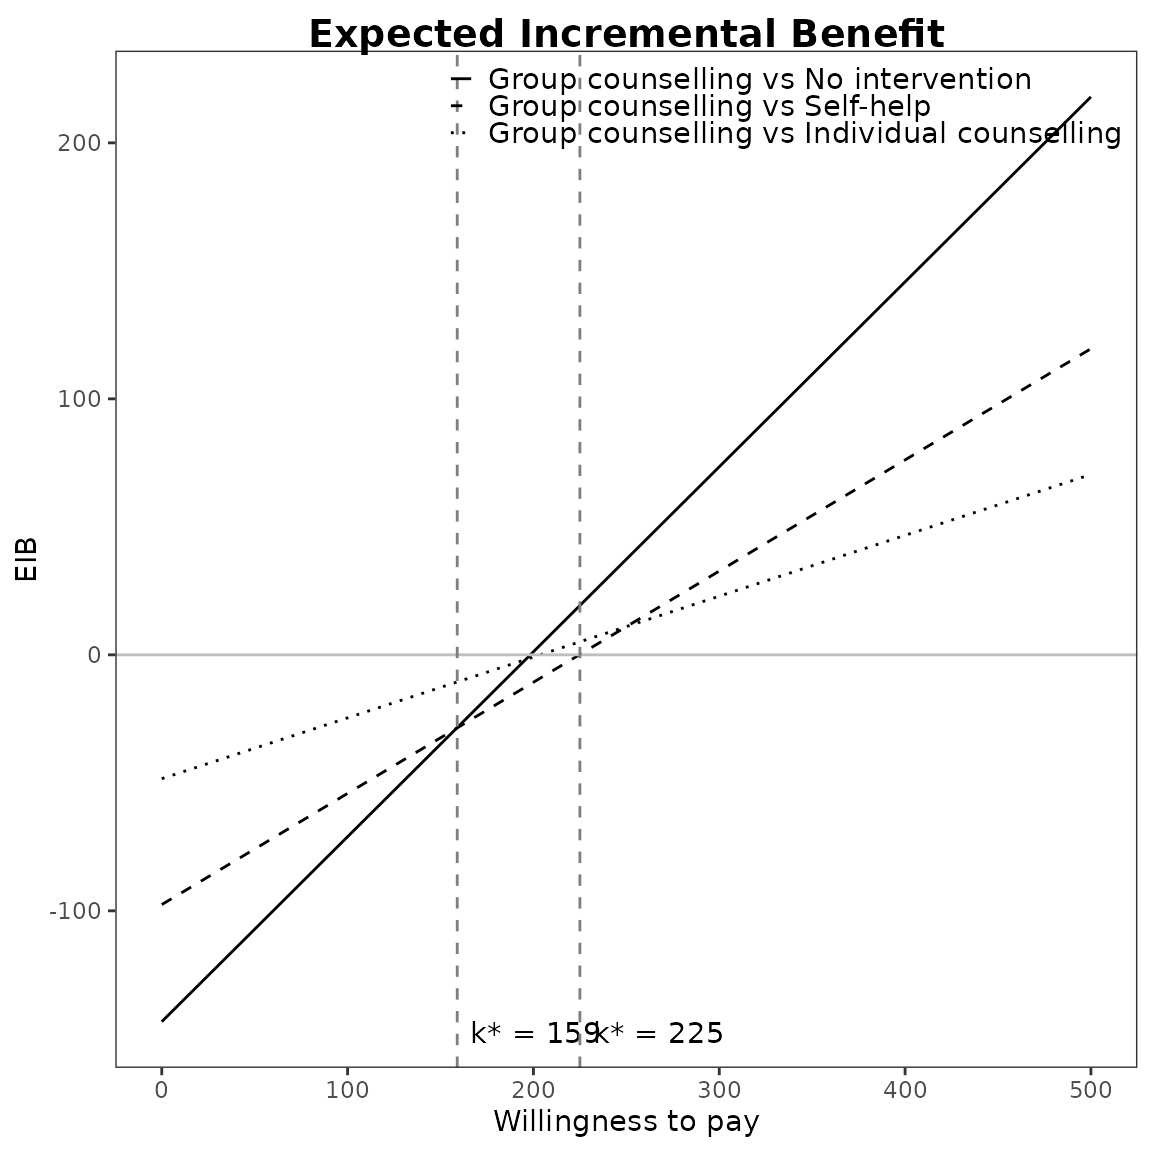 Expected Incremental Benefit
Group counselling vs No intervention
Group counselling vs Self-help
Group counselling vs Individual counselling
200
100
0
-100
EIB
k* = 159
k* = 225
0 100 200 300 400 500
Willingness to pay